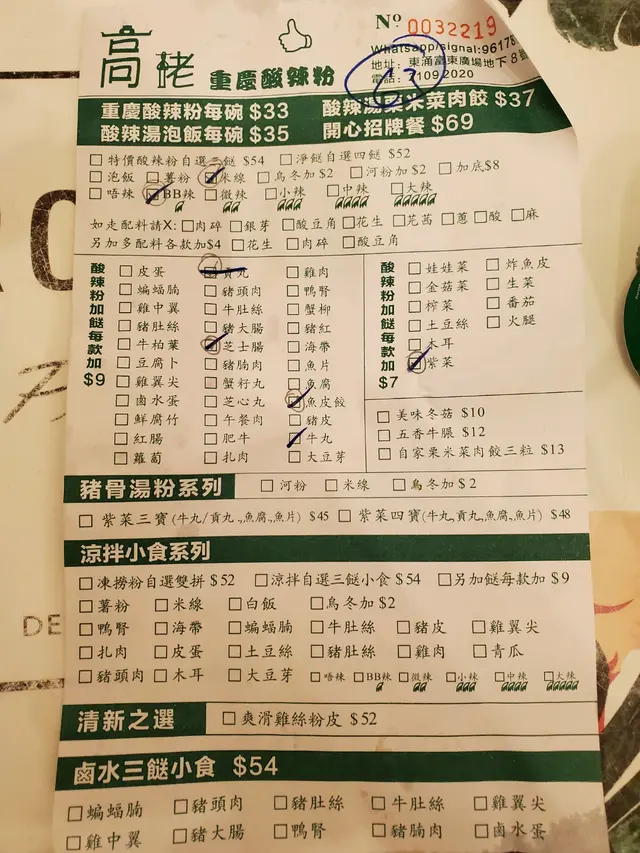 高佬 重慶酸辣粉
Nº 0032219
Whatsapp/signal:96178
地址: 東涌富東廣場地下8號
電話: 7109 2020
63
重慶酸辣粉每碗 $33 酸辣湯粟米菜肉餃 $37
酸辣湯泡飯每碗 $35 開心招牌餐 $69
□ 特價酸辣粉自選三餸 $54 □ 淨餸自選四餸 $52
□ 泡飯 □ 薯粉 □ 米線 □ 烏冬加$2 □ 河粉加$2 □ 加底$8
□ 唔辣 □ BB辣 □ 微辣 □ 小辣 □ 中辣 □ 大辣
如走配料請X: □ 肉碎 □ 銀芽 □ 酸豆角 □ 花生 □ 芫茜 □ 蔥 □ 酸 □ 麻
另加多配料各款加$4 □ 花生 □ 肉碎 □ 酸豆角
酸辣粉加餸每款加 $9
□ 皮蛋 □ 貢丸 □ 雞肉
□ 蝙蝠腩 □ 豬頭肉 □ 鴨腎
□ 雞中翼 □ 牛肚絲 □ 蟹柳
□ 豬肚絲 □ 豬大腸 □ 豬紅
□ 牛柏葉 □ 芝士腸 □ 海帶
□ 豆腐卜 □ 豬腩肉 □ 魚片
□ 雞翼尖 □ 蟹籽丸 □ 魚腐
□ 鹵水蛋 □ 芝心丸 □ 魚皮餃
□ 鮮腐竹 □ 午餐肉 □ 豬皮
□ 紅腸 □ 肥牛 □ 牛丸
□ 蘿蔔 □ 扎肉 □ 大豆芽
酸辣粉加餸每款加 $7
□ 娃娃菜 □ 炸魚皮
□ 金菇菜 □ 生菜
□ 榨菜 □ 番茄
□ 土豆絲 □ 火腿
□ 木耳
□ 紫菜
□ 美味冬菇 $10
□ 五香牛𦟌 $12
□ 自家粟米菜肉餃三粒 $13
豬骨湯粉系列 □ 河粉 □ 米線 □ 烏冬加$2
□ 紫菜三寶(牛丸/貢丸.,魚腐.,魚片) $45 □ 紫菜四寶(牛丸,貢丸,魚腐,魚片) $48
涼拌小食系列
□ 凍撈粉自選雙拼 $52 □ 涼拌自選三餸小食 $54 □ 另加餸每款加 $9
□ 薯粉 □ 米線 □ 白飯 □ 烏冬加 $2
□ 鴨腎 □ 海帶 □ 蝙蝠腩 □ 牛肚絲 □ 豬皮 □ 雞翼尖
□ 扎肉 □ 皮蛋 □ 土豆絲 □ 豬肚絲 □ 雞肉 □ 青瓜
□ 豬頭肉 □ 木耳 □ 大豆芽 □ 唔辣 □ BB辣 □ 微辣 □ 小辣 □ 中辣 □ 大辣
清新之選 □ 爽滑雞絲粉皮 $52
鹵水三餸小食 $54
□ 蝙蝠腩 □ 豬頭肉 □ 豬肚絲 □ 牛肚絲 □ 雞翼尖
□ 雞中翼 □ 豬大腸 □ 鴨腎 □ 豬腩肉 □ 鹵水蛋
DE